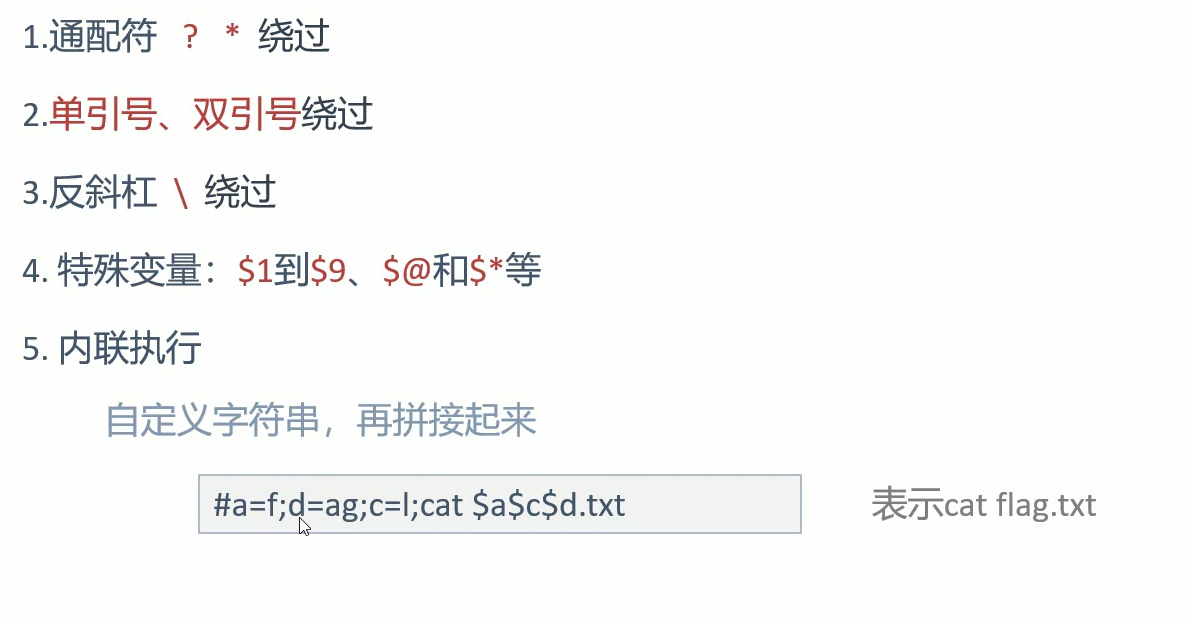 1.通配符 ? * 绕过
2.单引号、双引号绕过
3.反斜杠 \ 绕过
4. 特殊变量：$1到$9、$@和$*等
5. 内联执行
自定义字符串，再拼接起来
#a=f;d=ag;c=l;cat $a$c$d.txt 表示cat flag.txt